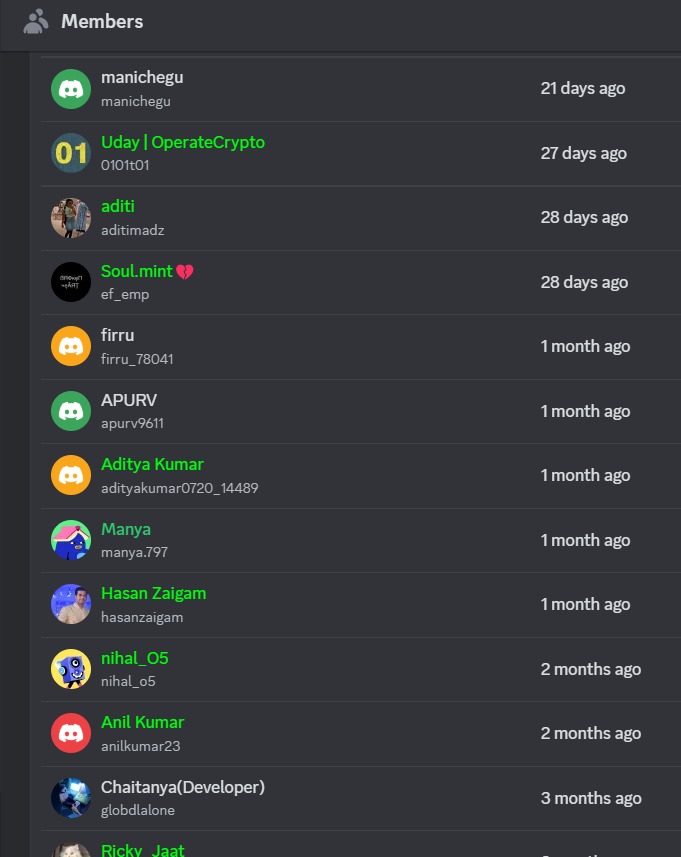 Members
manichegu
manichegu
21 days ago
01
Uday | OperateCrypto
0101t01
27 days ago
aditi
aditimadz
28 days ago
Soul.mint💔
ef_emp
28 days ago
firru
firru_78041
1 month ago
APURV
apurv9611
1 month ago
Aditya Kumar
adityakumar0720_14489
1 month ago
Manya
manya.797
1 month ago
Hasan Zaigam
hasanzaigam
1 month ago
nihal_O5
nihal_o5
2 months ago
Anil Kumar
anilkumar23
2 months ago
Chaitanya(Developer)
globdlalone
3 months ago
Ricky_Jaat